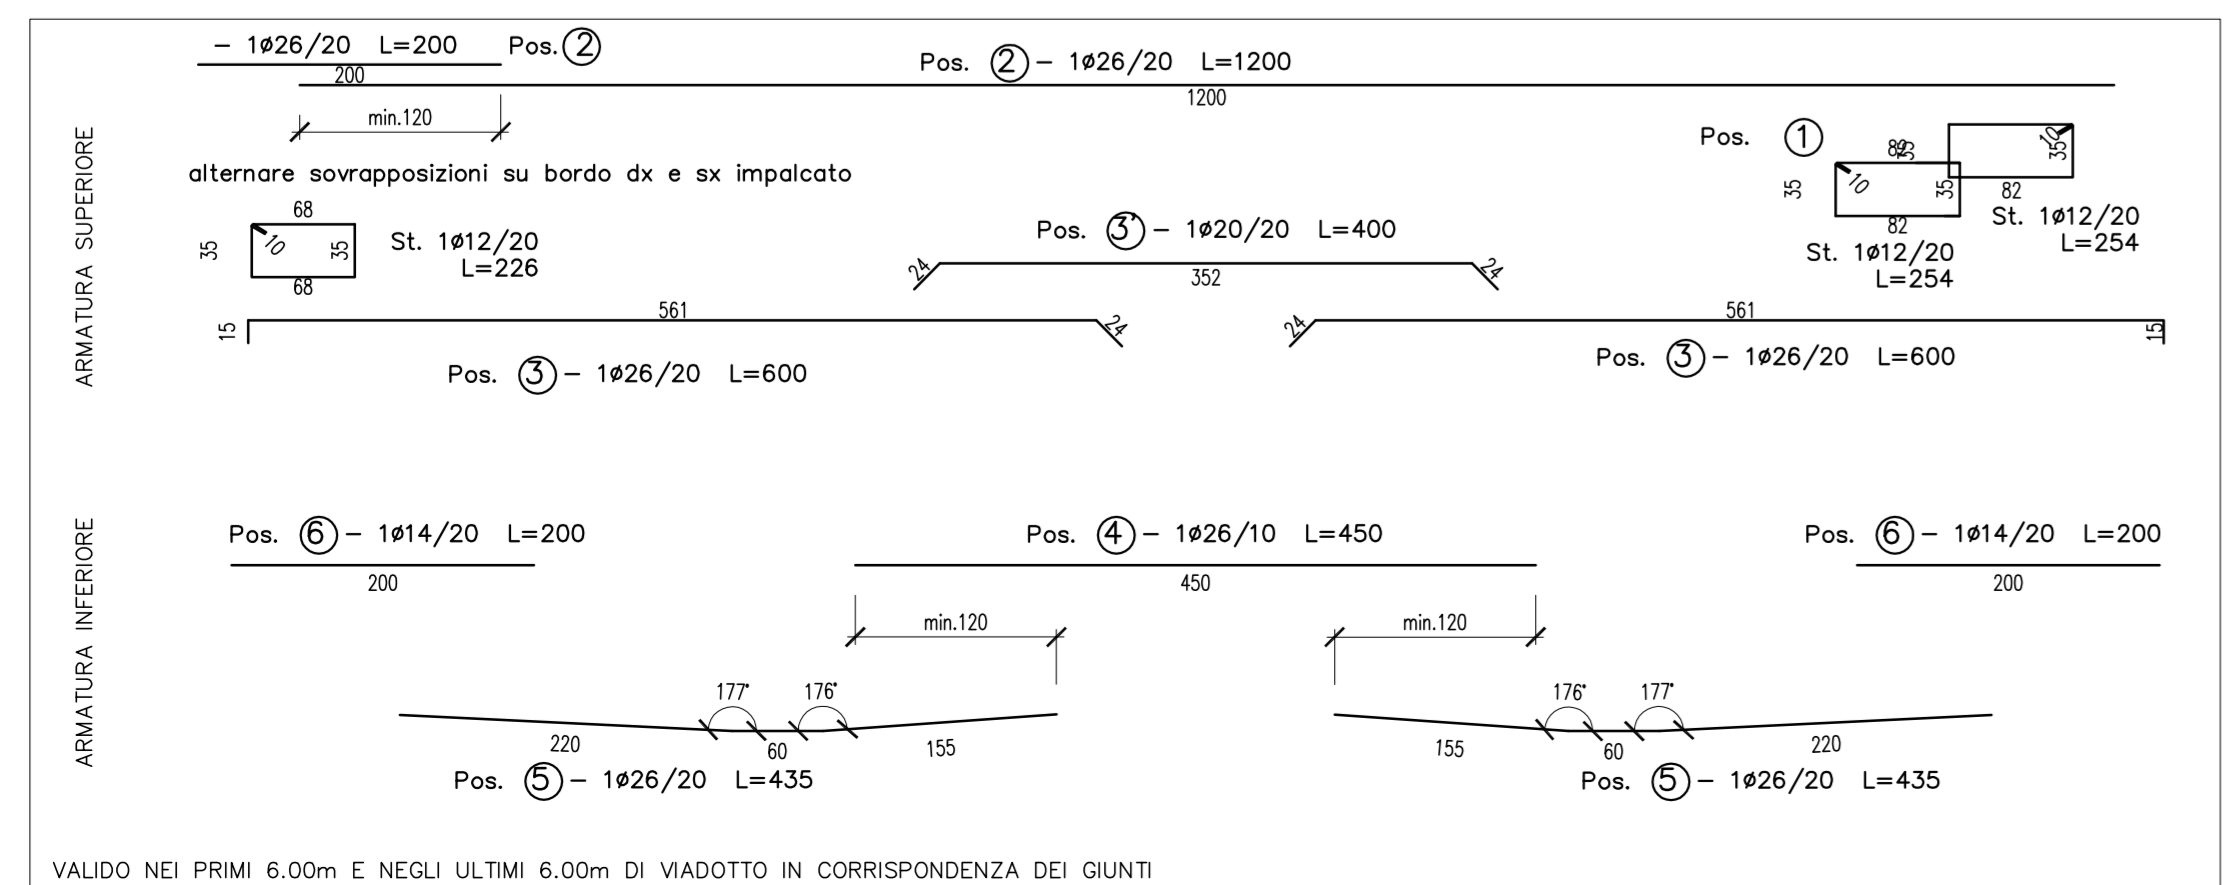 - 1ø26/20 L=200 Pos. 2
200
min.120
Pos. 2 - 1ø26/20 L=1200
1200
alternare sovrapposizioni su bordo dx e sx impalcato
ARMATURA SUPERIORE
68
35
10
35
68
St. 1ø12/20
L=226
Pos. 3' - 1ø20/20 L=400
24
352
24
Pos. 1
35
10
35
82
St. 1ø12/20
L=254
10
35
82
St. 1ø12/20
L=254
15
561
24
Pos. 3 - 1ø26/20 L=600
24
561
15
Pos. 3 - 1ø26/20 L=600
ARMATURA INFERIORE
Pos. 6 - 1ø14/20 L=200
200
Pos. 4 - 1ø26/10 L=450
450
Pos. 6 - 1ø14/20 L=200
200
min.120
min.120
177°
176°
220
60
155
Pos. 5 - 1ø26/20 L=435
176°
177°
155
60
220
Pos. 5 - 1ø26/20 L=435
VALIDO NEI PRIMI 6.00m E NEGLI ULTIMI 6.00m DI VIADOTTO IN CORRISPONDENZA DEI GIUNTI